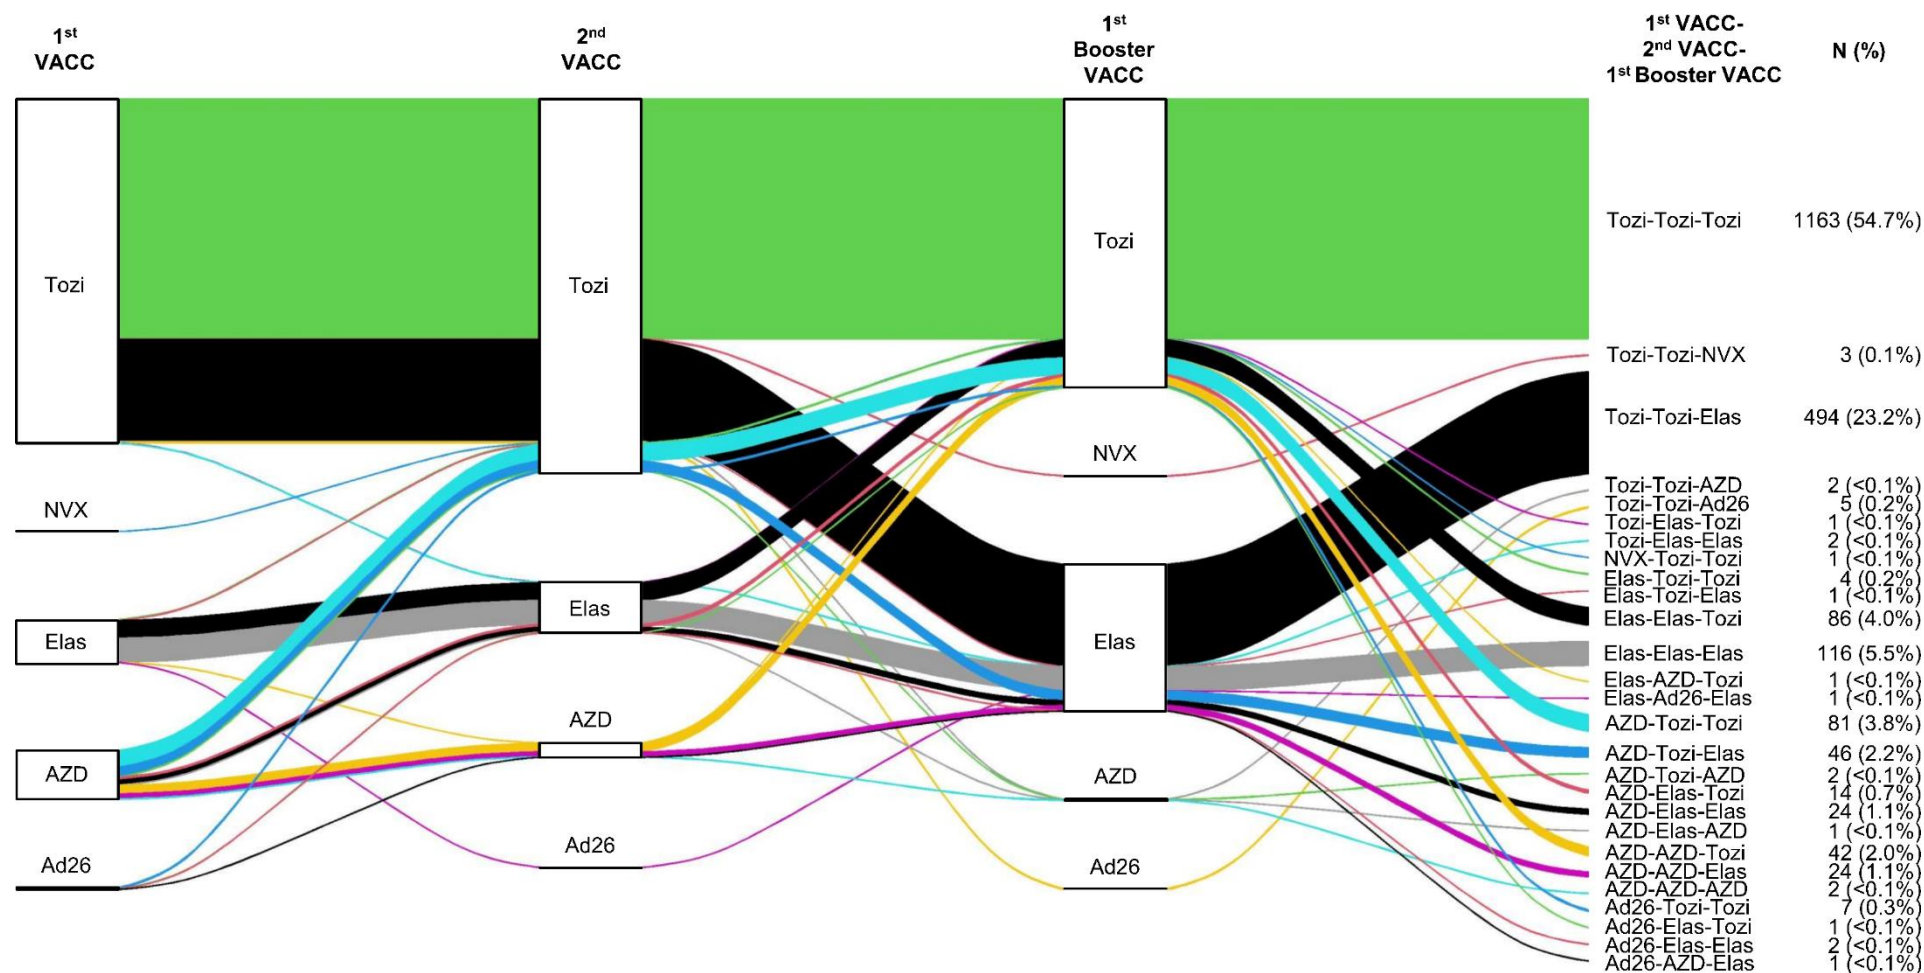 1st VACC
2nd VACC
1st Booster VACC
1st VACC-
2nd VACC-
1st Booster VACC
N (%)
Tozi
NVX
Elas
AZD
Ad26
Tozi
Elas
AZD
Ad26
Tozi
NVX
Elas
AZD
Ad26
Tozi-Tozi-Tozi 1163 (54.7%)
Tozi-Tozi-NVX 3 (0.1%)
Tozi-Tozi-Elas 494 (23.2%)
Tozi-Tozi-AZD 2 (<0.1%)
Tozi-Tozi-Ad26 5 (0.2%)
Tozi-Elas-Tozi 1 (<0.1%)
Tozi-Elas-Elas 2 (<0.1%)
NVX-Tozi-Tozi 1 (<0.1%)
Elas-Tozi-Tozi 4 (0.2%)
Elas-Tozi-Elas 1 (<0.1%)
Elas-Elas-Tozi 86 (4.0%)
Elas-Elas-Elas 116 (5.5%)
Elas-AZD-Tozi 1 (<0.1%)
Elas-Ad26-Elas 1 (<0.1%)
AZD-Tozi-Tozi 81 (3.8%)
AZD-Tozi-Elas 46 (2.2%)
AZD-Tozi-AZD 2 (<0.1%)
AZD-Elas-Tozi 14 (0.7%)
AZD-Elas-Elas 24 (1.1%)
AZD-Elas-AZD 1 (<0.1%)
AZD-AZD-Tozi 42 (2.0%)
AZD-AZD-Elas 24 (1.1%)
AZD-AZD-AZD 2 (<0.1%)
Ad26-Tozi-Tozi 7 (0.3%)
Ad26-Elas-Tozi 1 (<0.1%)
Ad26-Elas-Elas 2 (<0.1%)
Ad26-AZD-Elas 1 (<0.1%)